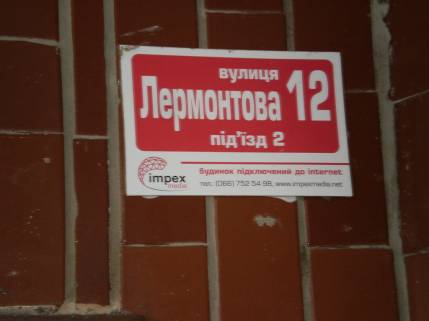 вулиця
Лермонтова 12
під'їзд 2
impex
media
будинок підключений до internet
тел.: (066) 752 54 98, www.impexmedia.net